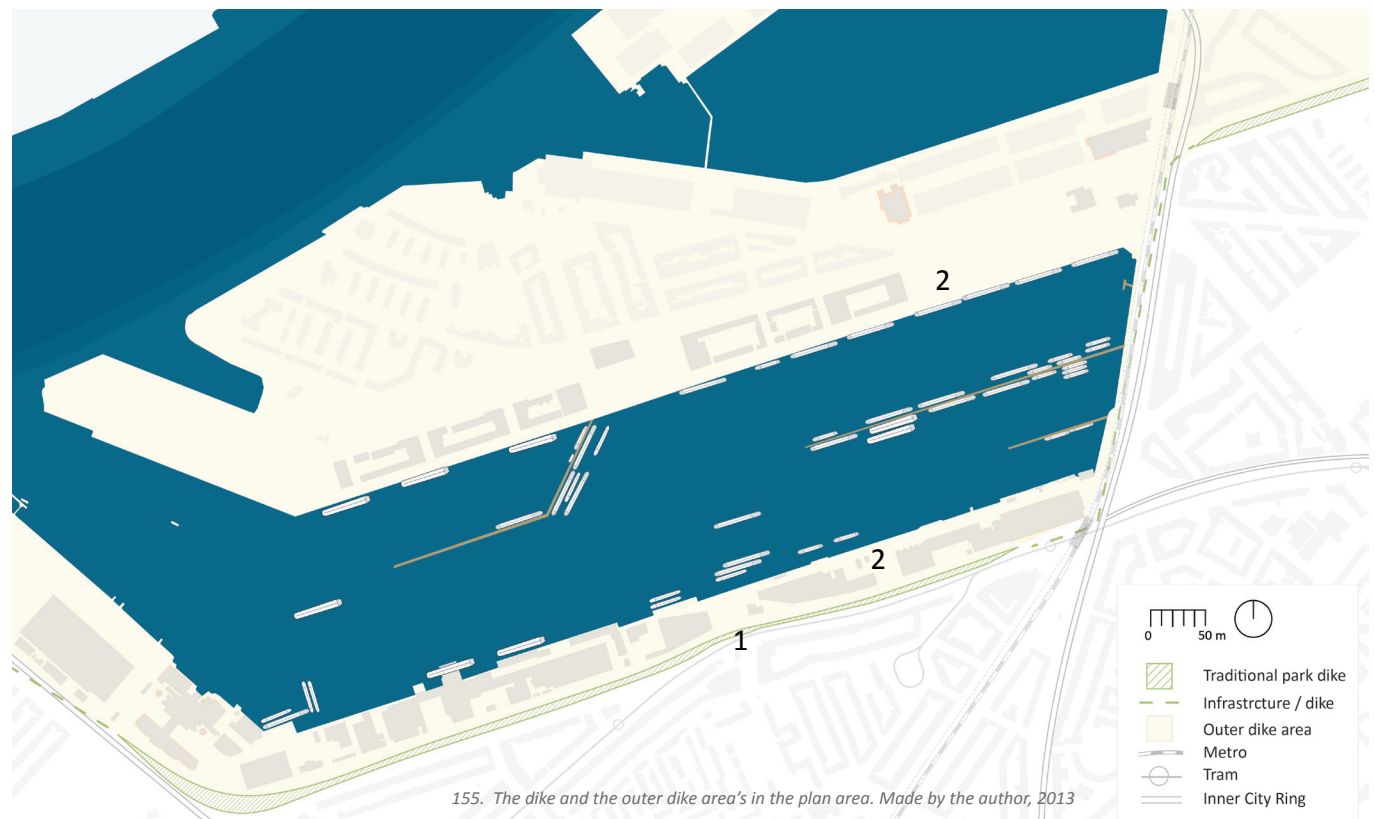 2
2
1
0 50 m
Traditional park dike
Infrastrcture / dike
Outer dike area
Metro
Tram
Inner City Ring
155. The dike and the outer dike area's in the plan area. Made by the author, 2013